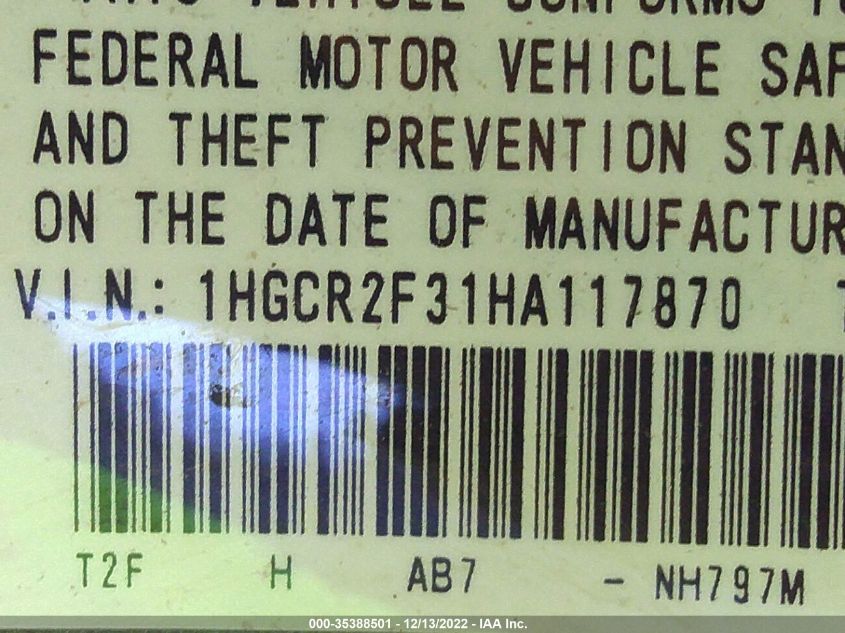 FEDERAL MOTOR VEHICLE SAF
AND THEFT PREVENTION STAN
ON THE DATE OF MANUFACTUR
V.I.N.: 1HGCR2F31HA117870
T2F H AB7 - NH797M
000-35388501 - 12/13/2022 - IAA Inc.